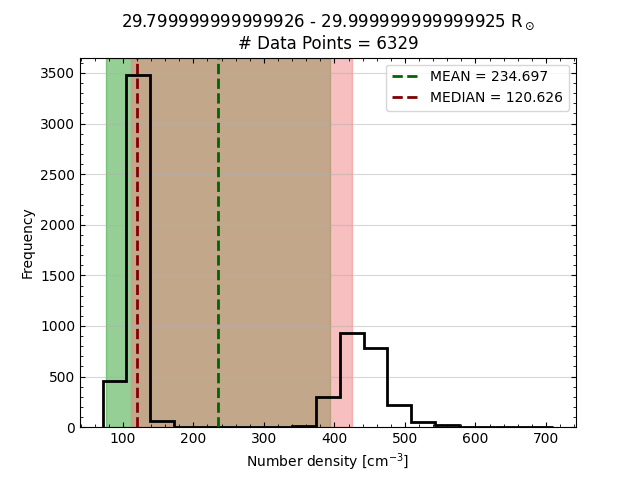 29.799999999999926 - 29.999999999999925 R⊙
# Data Points = 6329
MEAN = 234.697
MEDIAN = 120.626
Frequency
3500
3000
2500
2000
1500
1000
500
0
100 200 300 400 500 600 700
Number density [cm⁻³]